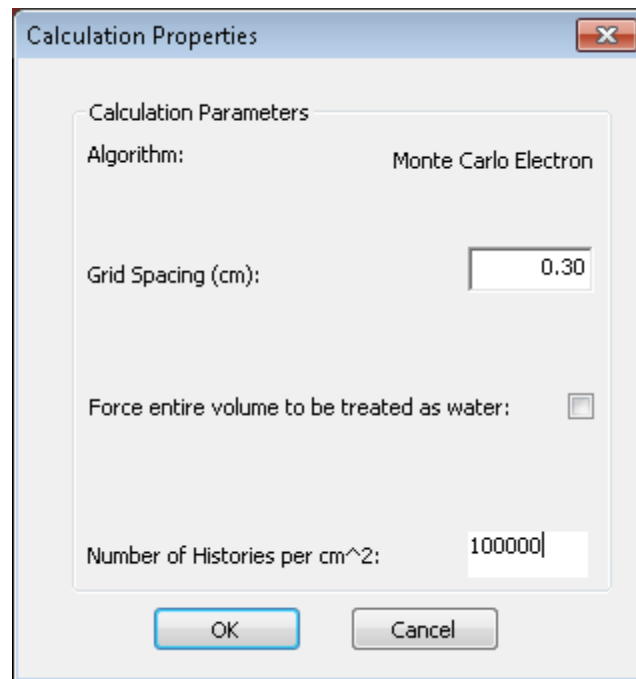 Calculation Properties
Calculation Parameters
Algorithm: Monte Carlo Electron
Grid Spacing (cm): 0.30
Force entire volume to be treated as water:
Number of Histories per cm^2: 100000
OK Cancel